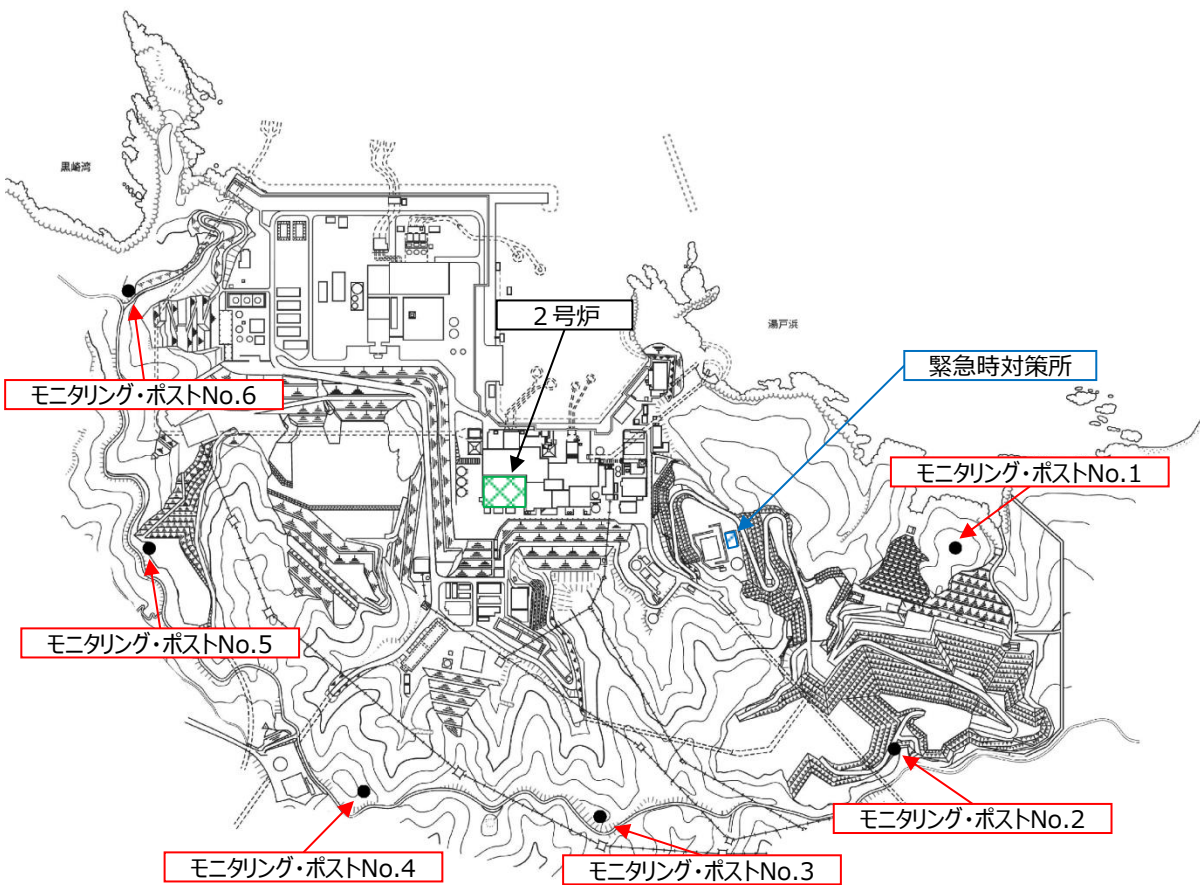 黒崎湾
2号炉
湯戸浜
緊急時対策所
モニタリング・ポストNo.6
モニタリング・ポストNo.1
モニタリング・ポストNo.5
モニタリング・ポストNo.2
モニタリング・ポストNo.4
モニタリング・ポストNo.3